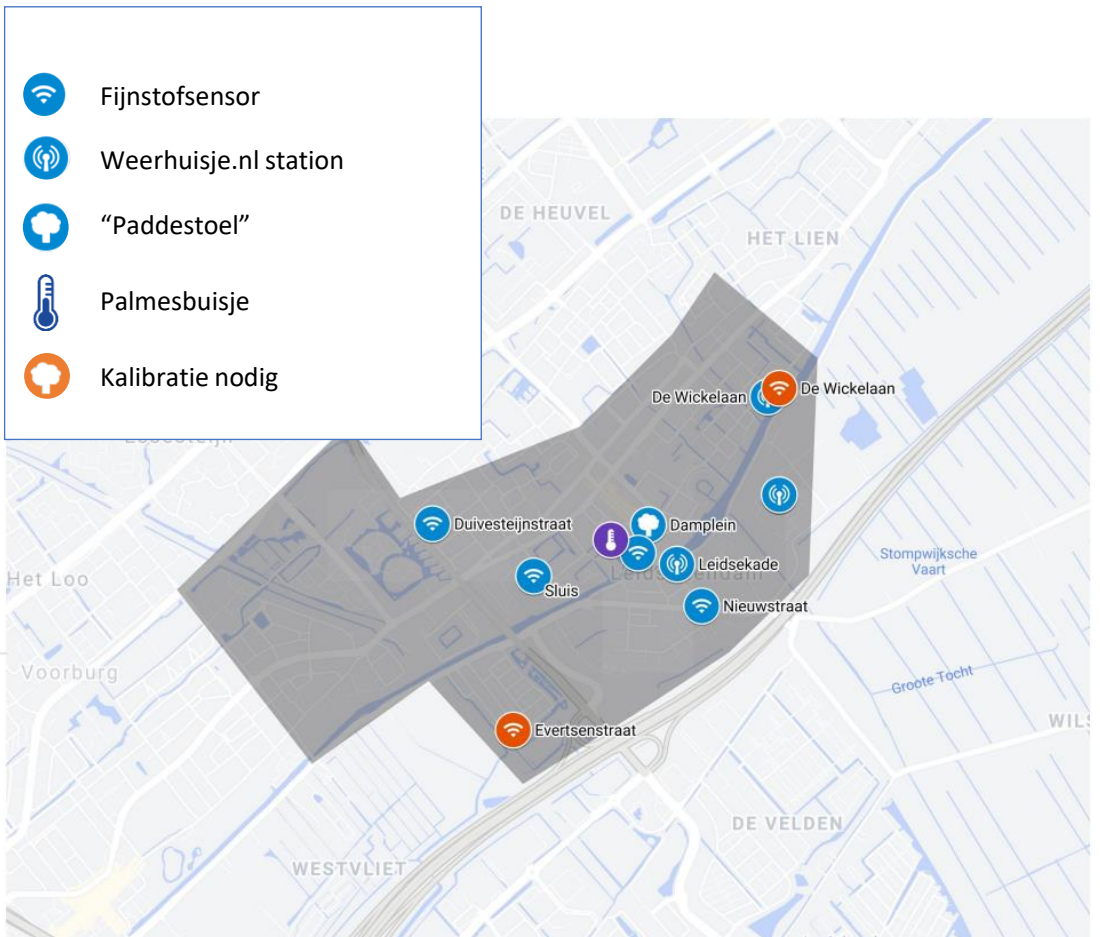 Fijnstofsensor
Weerhuisje.nl station
“Paddestoel”
Palmesbuisje
Kalibratie nodig
DE HEUVEL
HET LIEN
De Wickelaan
De Wickelaan
Duivesteijnstraat
Damplein
Leidsekade
Sluis
Nieuwstraat
Stompwijksche
Vaart
Het Loo
Voorburg
Groote Tocht
Evertsenstraat
DE VELDEN
WESTVLIET